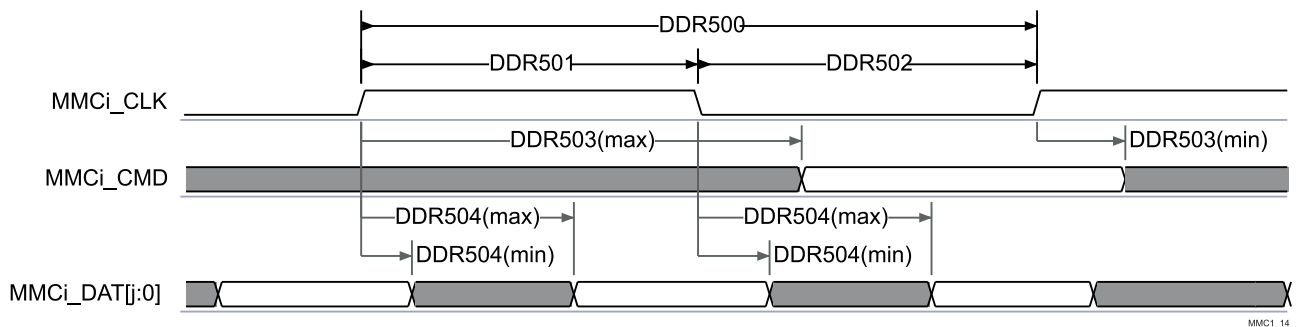 DDR500
DDR501 DDR502
MMCi_CLK
DDR503(max) DDR503(min)
MMCi_CMD
DDR504(max) DDR504(max)
DDR504(min) DDR504(min)
MMCi_DAT[j:0]
MMC1_14